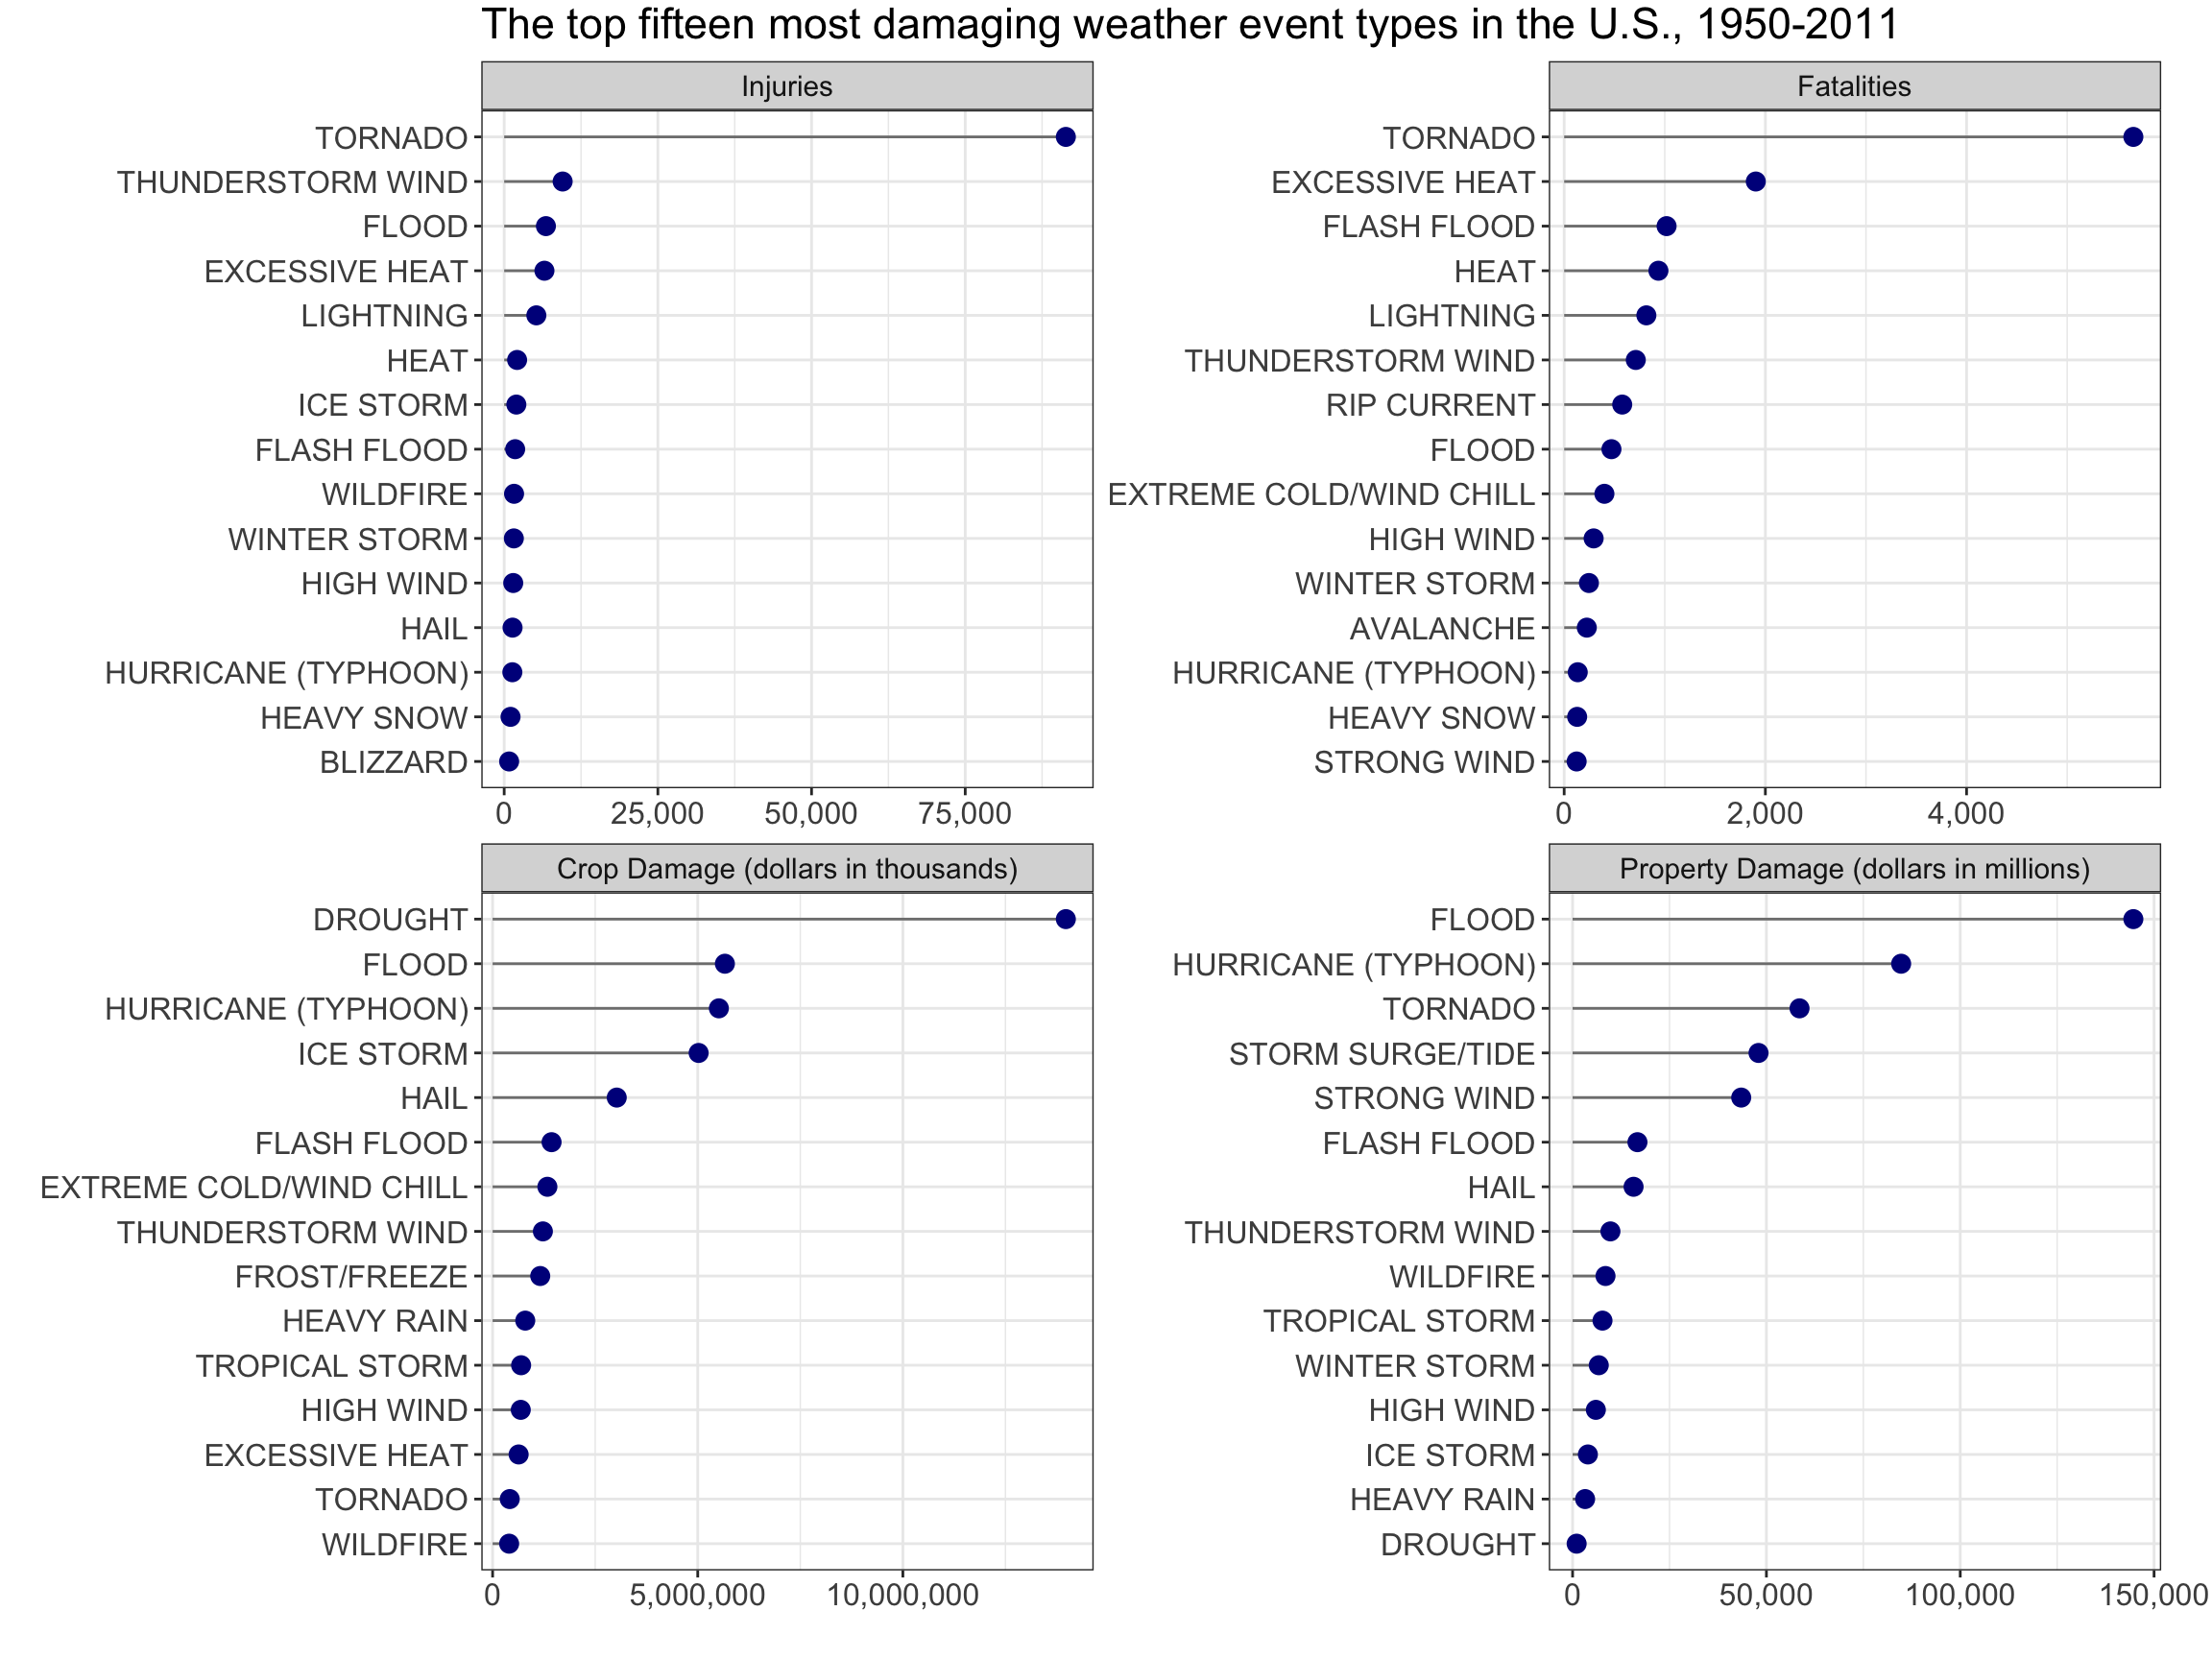 The top fifteen most damaging weather event types in the U.S., 1950-2011
Injuries
TORNADO
THUNDERSTORM WIND
FLOOD
EXCESSIVE HEAT
LIGHTNING
HEAT
ICE STORM
FLASH FLOOD
WILDFIRE
WINTER STORM
HIGH WIND
HAIL
HURRICANE (TYPHOON)
HEAVY SNOW
BLIZZARD
0 25,000 50,000 75,000
Fatalities
TORNADO
EXCESSIVE HEAT
FLASH FLOOD
HEAT
LIGHTNING
THUNDERSTORM WIND
RIP CURRENT
FLOOD
EXTREME COLD/WIND CHILL
HIGH WIND
WINTER STORM
AVALANCHE
HURRICANE (TYPHOON)
HEAVY SNOW
STRONG WIND
0 2,000 4,000
Crop Damage (dollars in thousands)
DROUGHT
FLOOD
HURRICANE (TYPHOON)
ICE STORM
HAIL
FLASH FLOOD
EXTREME COLD/WIND CHILL
THUNDERSTORM WIND
FROST/FREEZE
HEAVY RAIN
TROPICAL STORM
HIGH WIND
EXCESSIVE HEAT
TORNADO
WILDFIRE
0 5,000,000 10,000,000
Property Damage (dollars in millions)
FLOOD
HURRICANE (TYPHOON)
TORNADO
STORM SURGE/TIDE
STRONG WIND
FLASH FLOOD
HAIL
THUNDERSTORM WIND
WILDFIRE
TROPICAL STORM
WINTER STORM
HIGH WIND
ICE STORM
HEAVY RAIN
DROUGHT
0 50,000 100,000 150,000